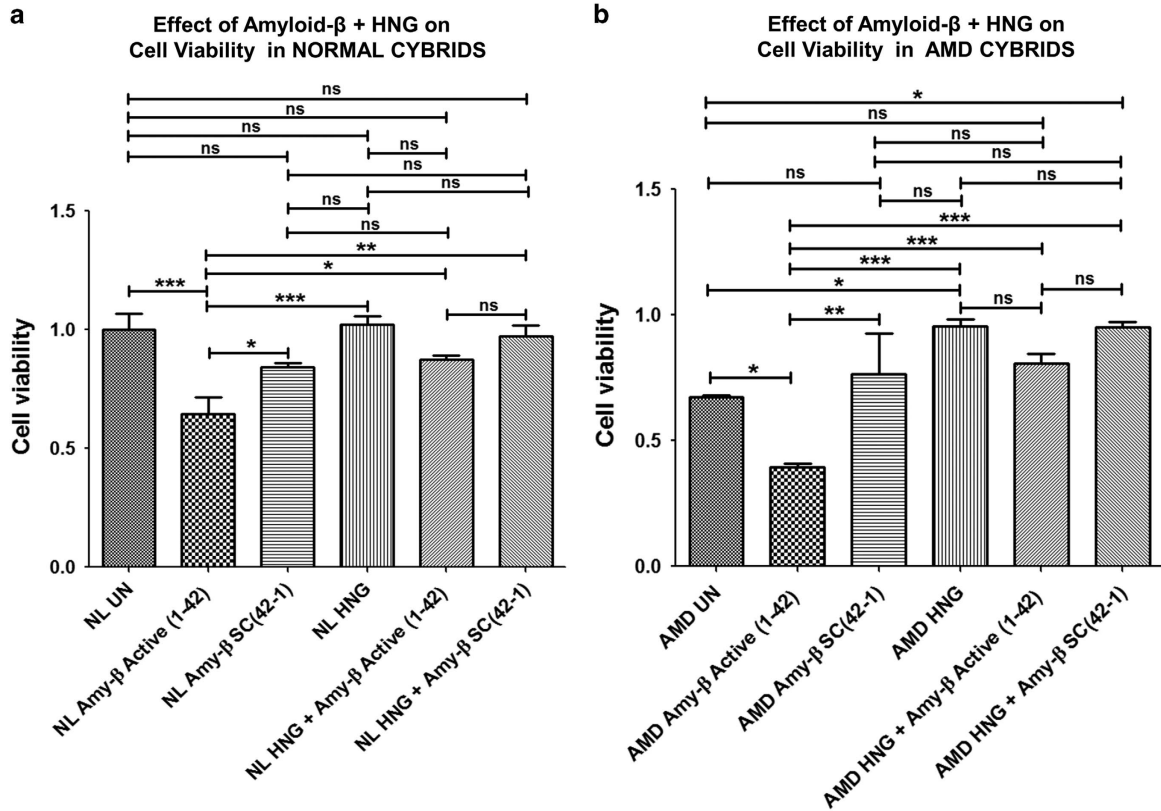 a
Effect of Amyloid-β + HNG on
Cell Viability in NORMAL CYBRIDS
ns
ns
ns
ns
ns
ns
ns
ns
ns
**
*
***
***
ns
*
1.5
1.0
0.5
0.0
Cell viability
NL UN
NL Amy-β Active (1-42)
NL Amy-β SC(42-1)
NL HNG
NL HNG + Amy-β Active (1-42)
NL HNG + Amy-β SC(42-1)
b
Effect of Amyloid-β + HNG on
Cell Viability in AMD CYBRIDS
*
ns
ns
ns
ns
ns
ns
***
***
***
*
ns
ns
**
*
1.5
1.0
0.5
0.0
Cell viability
AMD UN
AMD Amy-β Active (1-42)
AMD Amy-β SC(42-1)
AMD HNG
AMD HNG + Amy-β Active (1-42)
AMD HNG + Amy-β SC(42-1)